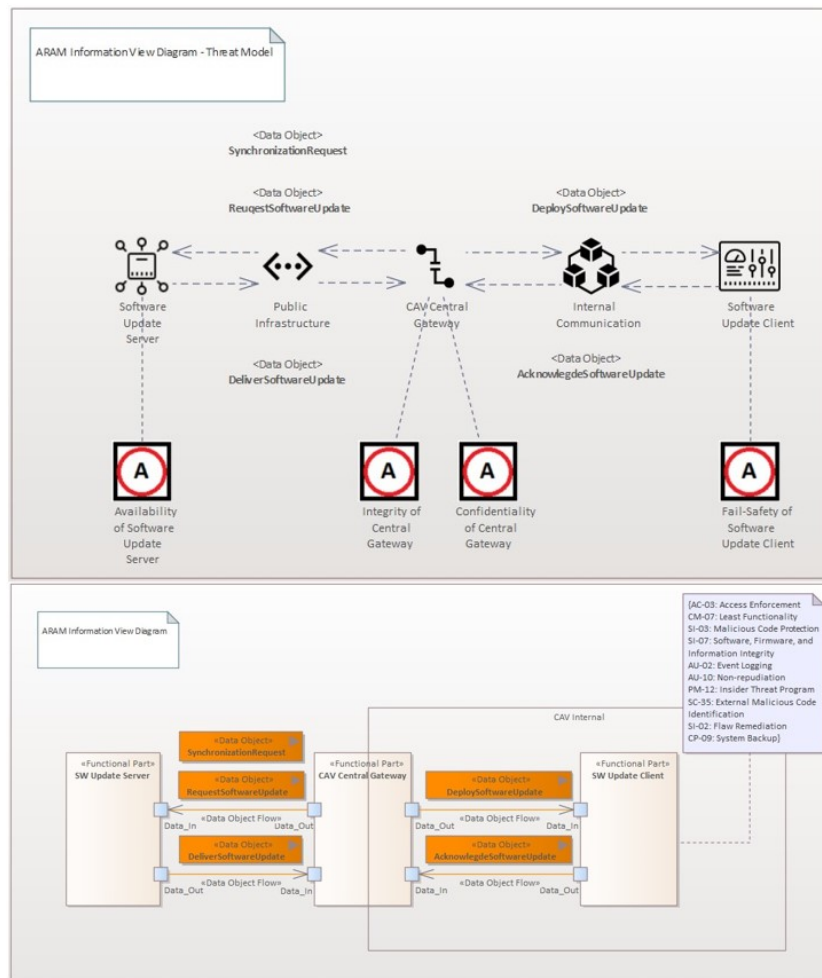 ARAM Information View Diagram - Threat Model
<Data Object>
SynchronizationRequest
<Data Object>
ReuqestSoftwareUpdate
<Data Object>
DeploySoftwareUpdate
Software
Update
Server
Public
Infrastructure
CAV Central
Gateway
Internal
Communication
Software
Update Client
<Data Object>
DeliverSoftwareUpdate
<Data Object>
AcknowlegdeSoftwareUpdate
A
A
A
A
Availability
of Software
Update
Server
Integrity of
Central
Gateway
Confidentiality
of Central
Gateway
Fail-Safety of
Software
Update Client
ARAM Information View Diagram
{AC-03: Access Enforcement
CM-07: Least Functionality
SI-03: Malicious Code Protection
SI-07: Software, Firmware, and
Information Integrity
AU-02: Event Logging
AU-10: Non-repudiation
PM-12: Insider Threat Program
SC-35: External Malicious Code
Identification
SI-02: Flaw Remediation
CP-09: System Backup}
CAV Internal
«Functional Part»
SW Update Server
«Data Object»
SynchronizationRequest
«Functional Part»
CAV Central Gateway
«Functional Part»
SW Update Client
«Data Object»
RequestSoftwareUpdate
«Data Object»
DeploySoftwareUpdate
Data_In
«Data Object Flow»
Data_Out
Data_Out
«Data Object Flow»
Data_In
«Data Object»
DeliverSoftwareUpdate
«Data Object»
AcknowlegdeSoftwareUpdate
Data_Out
«Data Object Flow»
Data_In
Data_In
«Data Object Flow»
Data_Out